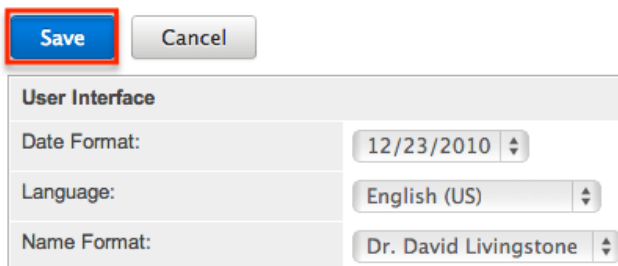 Save Cancel
User Interface
Date Format: 12/23/2010
Language: English (US)
Name Format: Dr. David Livingstone